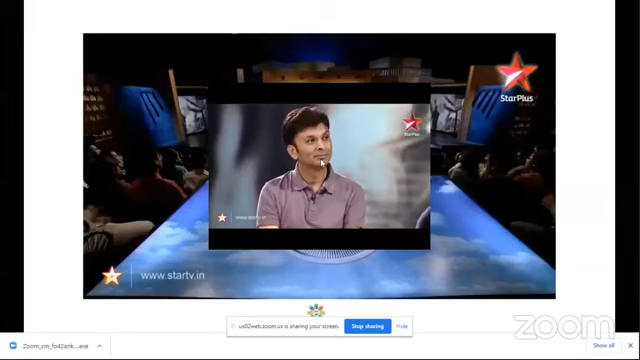 StarPlus
StarPlus
www.startv.in
www.startv.in
us02web.zoom.us is sharing your screen.
Stop sharing
Hide
zoom
Zoom_cm_fo42ank....exe
Show all